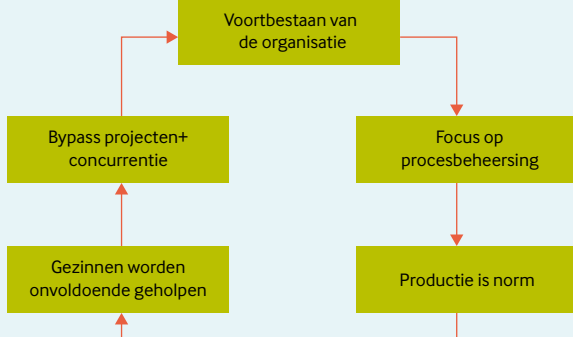 Voortbestaan van
de organisatie
Bypass projecten+
concurrentie
Focus op
procesbeheersing
Gezinnen worden
onvoldoende geholpen
Productie is norm